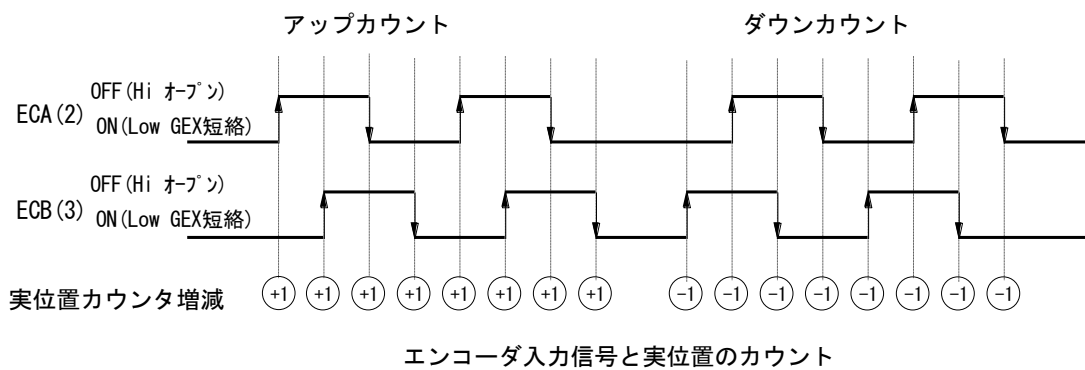 アップカウント
ダウンカウント
OFF(Hi オープン)
ECA(2)
ON(Low GEX短絡)
OFF(Hi オープン)
ECB(3)
ON(Low GEX短絡)
実位置カウンタ増減 +1 +1 +1 +1 +1 +1 +1 +1 -1 -1 -1 -1 -1 -1 -1 -1
エンコーダ入力信号と実位置のカウント